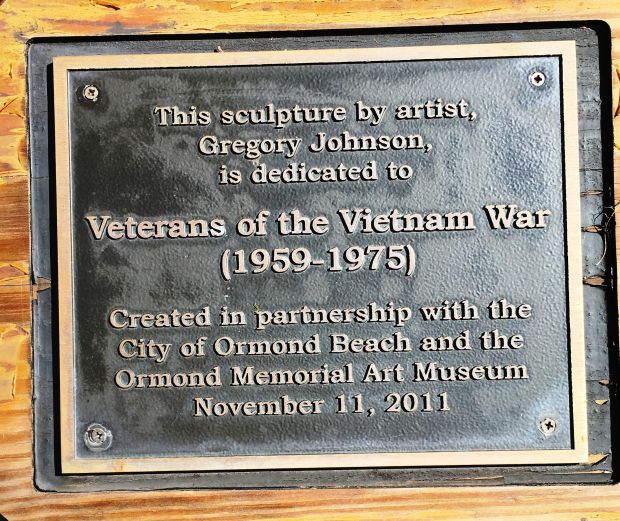 This sculpture by artist,
Gregory Johnson,
is dedicated to
Veterans of the Vietnam War
(1959-1975)
Created in partnership with the
City of Ormond Beach and the
Ormond Memorial Art Museum
November 11, 2011